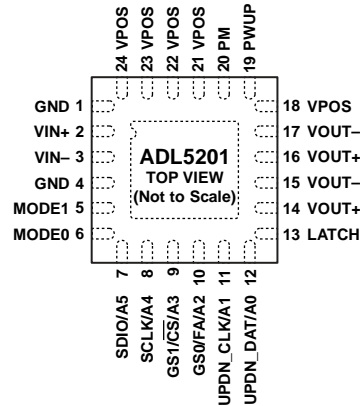 24 VPOS
23 VPOS
22 VPOS
21 VPOS
20 PM
19 PWUP
GND 1
VIN+ 2
VIN– 3
GND 4
MODE1 5
MODE0 6
ADL5201
TOP VIEW
(Not to Scale)
18 VPOS
17 VOUT–
16 VOUT+
15 VOUT–
14 VOUT+
13 LATCH
SDIO/A5 7
SCLK/A4 8
GS1/C̅S̅/A3 9
GS0/FA/A2 10
UPDN_CLK/A1 11
UPDN_DAT/A0 12